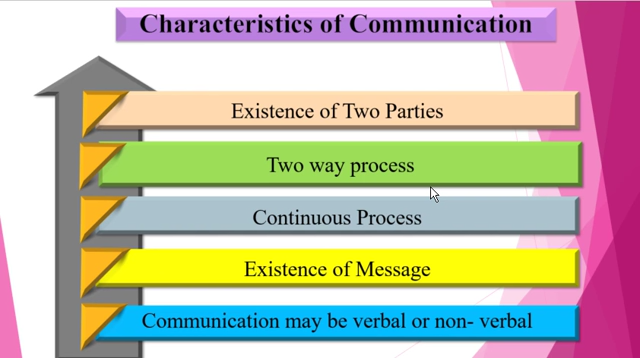 Characteristics of Communication
Existence of Two Parties
Two way process
Continuous Process
Existence of Message
Communication may be verbal or non- verbal